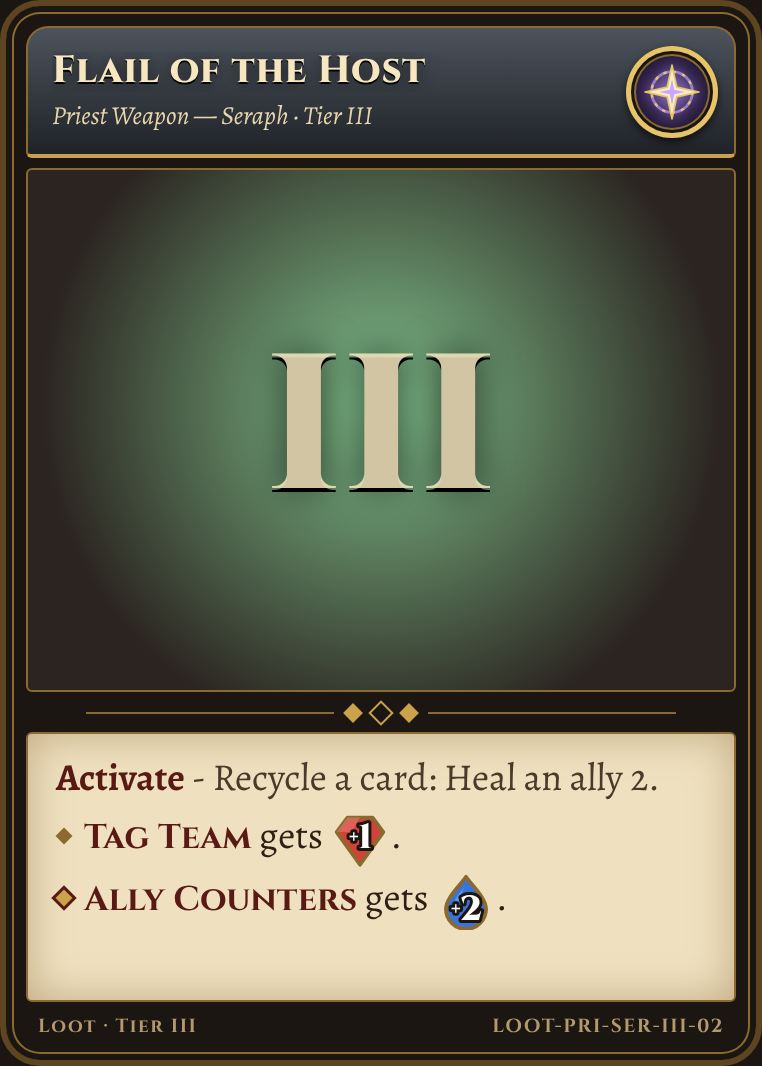 Flail of the Host
Priest Weapon — Seraph · Tier III
III
Activate - Recycle a card: Heal an ally 2.
Tag Team gets +1 .
Ally Counters gets +2 .
Loot · Tier III
LOOT-PRI-SER-III-02